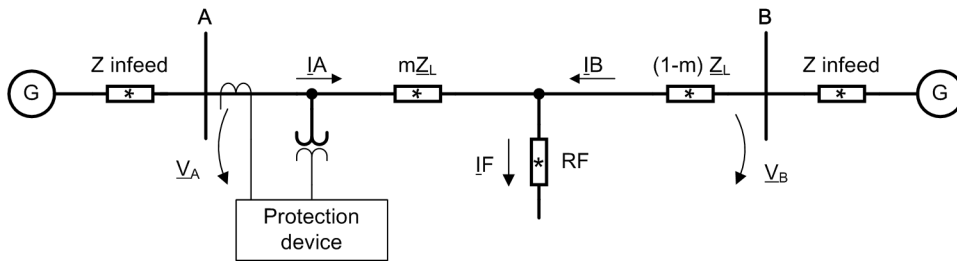 A
B
Z infeed
IA
mZL
IB
(1-m) ZL
Z infeed
G
*
*
*
*
G
VA
IF
*
RF
VB
Protection
device